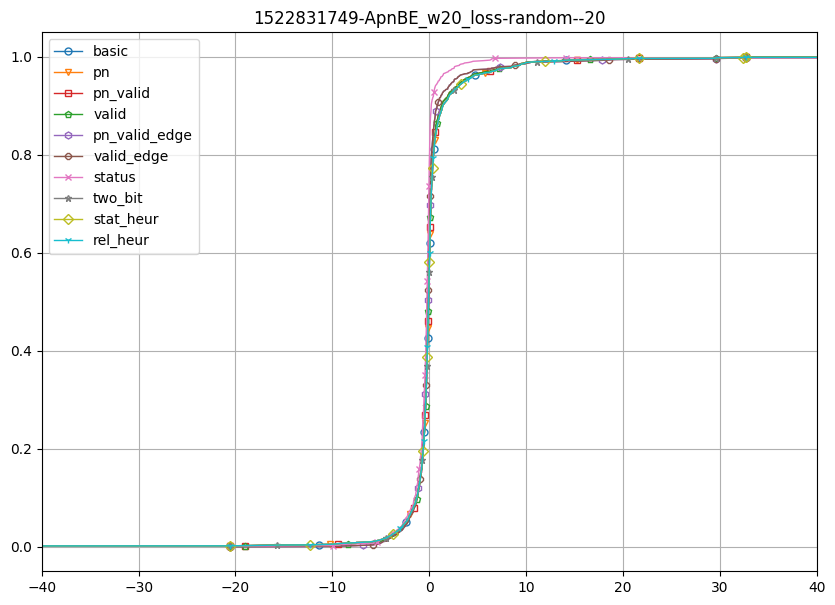 1522831749-ApnBE_w20_loss-random--20
basic
pn
pn_valid
valid
pn_valid_edge
valid_edge
status
two_bit
stat_heur
rel_heur
1.0
0.8
0.6
0.4
0.2
0.0
−40 −30 −20 −10 0 10 20 30 40